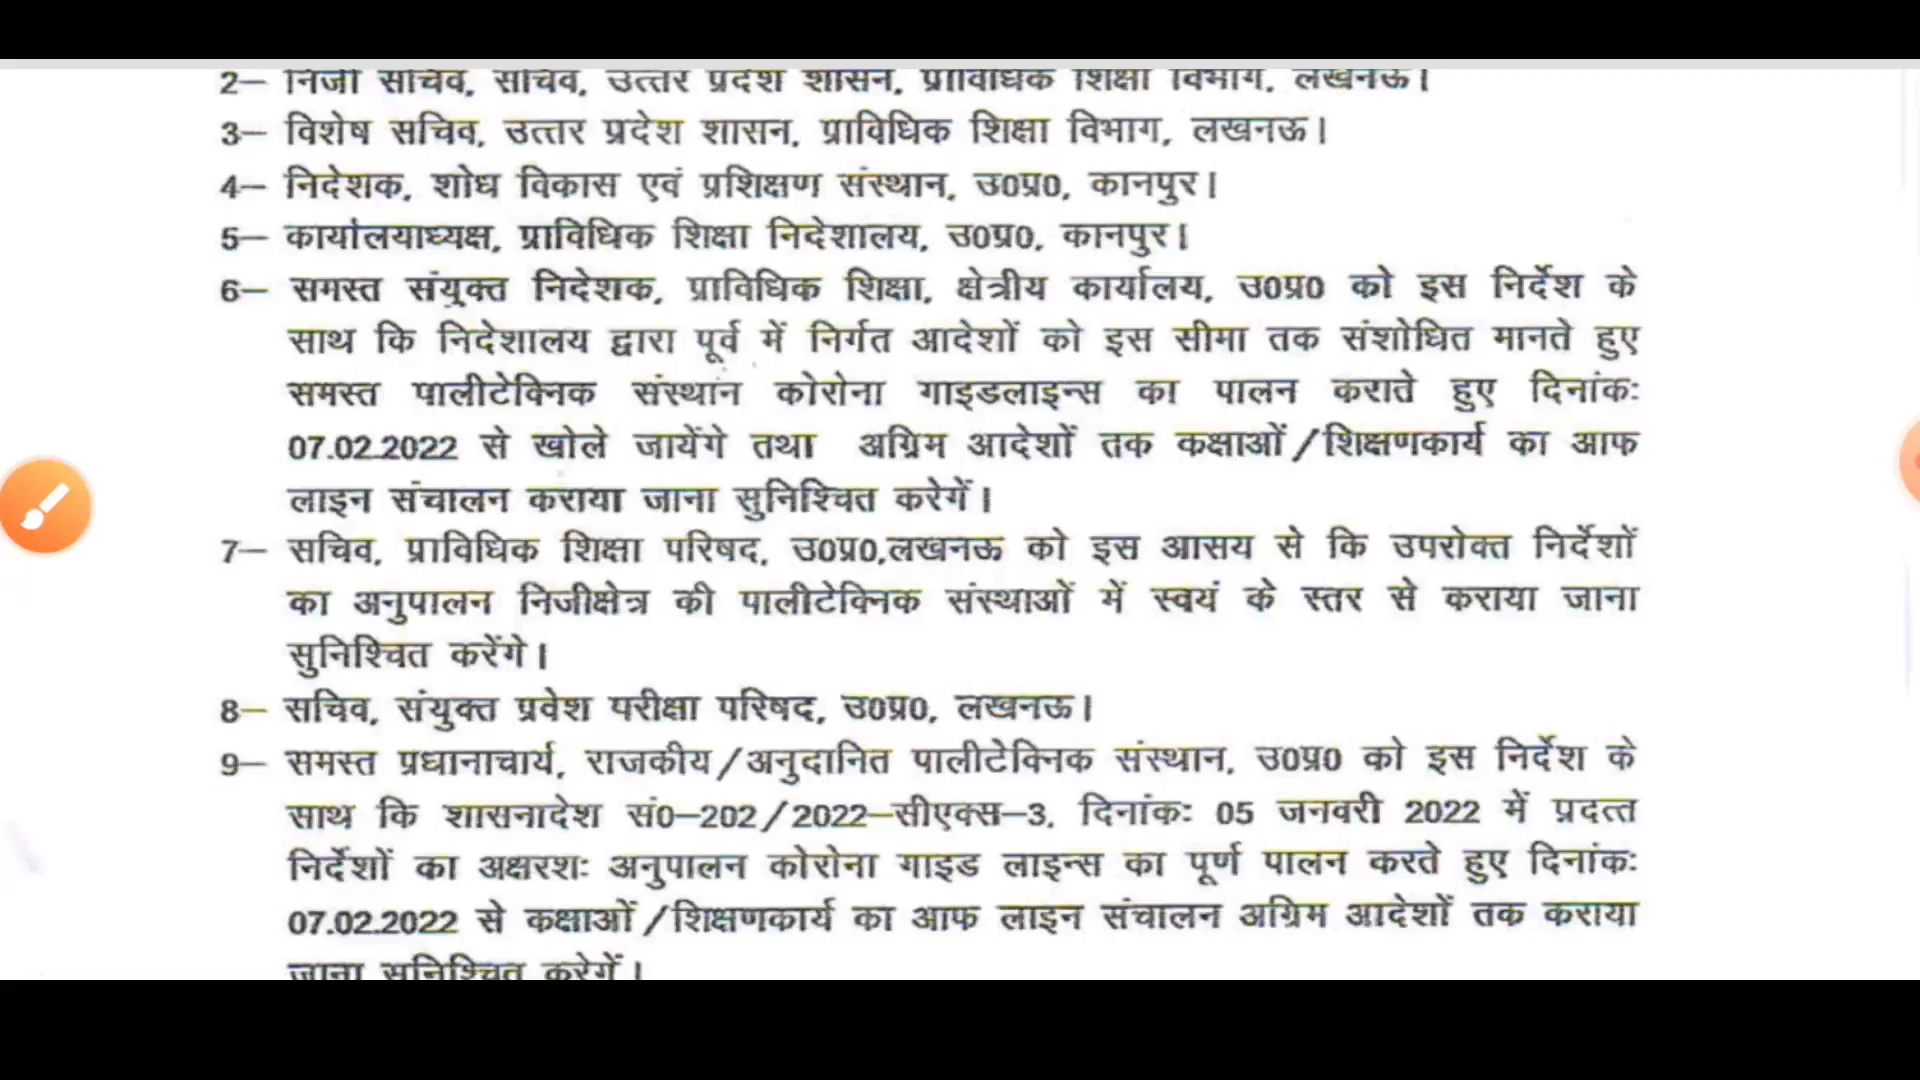 2– निजी सचिव, सचिव, उत्तर प्रदेश शासन, प्राविधिक शिक्षा विभाग, लखनऊ।
3– विशेष सचिव, उत्तर प्रदेश शासन, प्राविधिक शिक्षा विभाग, लखनऊ।
4– निदेशक, शोध विकास एवं प्रशिक्षण संस्थान, उ0प्र0, कानपुर।
5– कार्यालयाध्यक्ष, प्राविधिक शिक्षा निदेशालय, उ0प्र0, कानपुर।
6– समस्त संयुक्त निदेशक, प्राविधिक शिक्षा, क्षेत्रीय कार्यालय, उ0प्र0 को इस निर्देश के
साथ कि निदेशालय द्वारा पूर्व में निर्गत आदेशों को इस सीमा तक संशोधित मानते हुए
समस्त पालीटेक्निक संस्थान कोरोना गाइडलाइन्स का पालन कराते हुए दिनांकः
07.02.2022 से खोले जायेंगे तथा अग्रिम आदेशों तक कक्षाओं/शिक्षणकार्य का आफ
लाइन संचालन कराया जाना सुनिश्चित करेगें।
7– सचिव, प्राविधिक शिक्षा परिषद, उ0प्र0,लखनऊ को इस आसय से कि उपरोक्त निर्देशों
का अनुपालन निजीक्षेत्र की पालीटेक्निक संस्थाओं में स्वयं के स्तर से कराया जाना
सुनिश्चित करेंगे।
8– सचिव, संयुक्त प्रवेश परीक्षा परिषद, उ0प्र0, लखनऊ।
9– समस्त प्रधानाचार्य, राजकीय/अनुदानित पालीटेक्निक संस्थान, उ0प्र0 को इस निर्देश के
साथ कि शासनादेश सं0–202/2022–सीएक्स–3, दिनांकः 05 जनवरी 2022 में प्रदत्त
निर्देशों का अक्षरशः अनुपालन कोरोना गाइड लाइन्स का पूर्ण पालन करते हुए दिनांकः
07.02.2022 से कक्षाओं/शिक्षणकार्य का आफ लाइन संचालन अग्रिम आदेशों तक कराया
जाना सुनिश्चित करेगें।